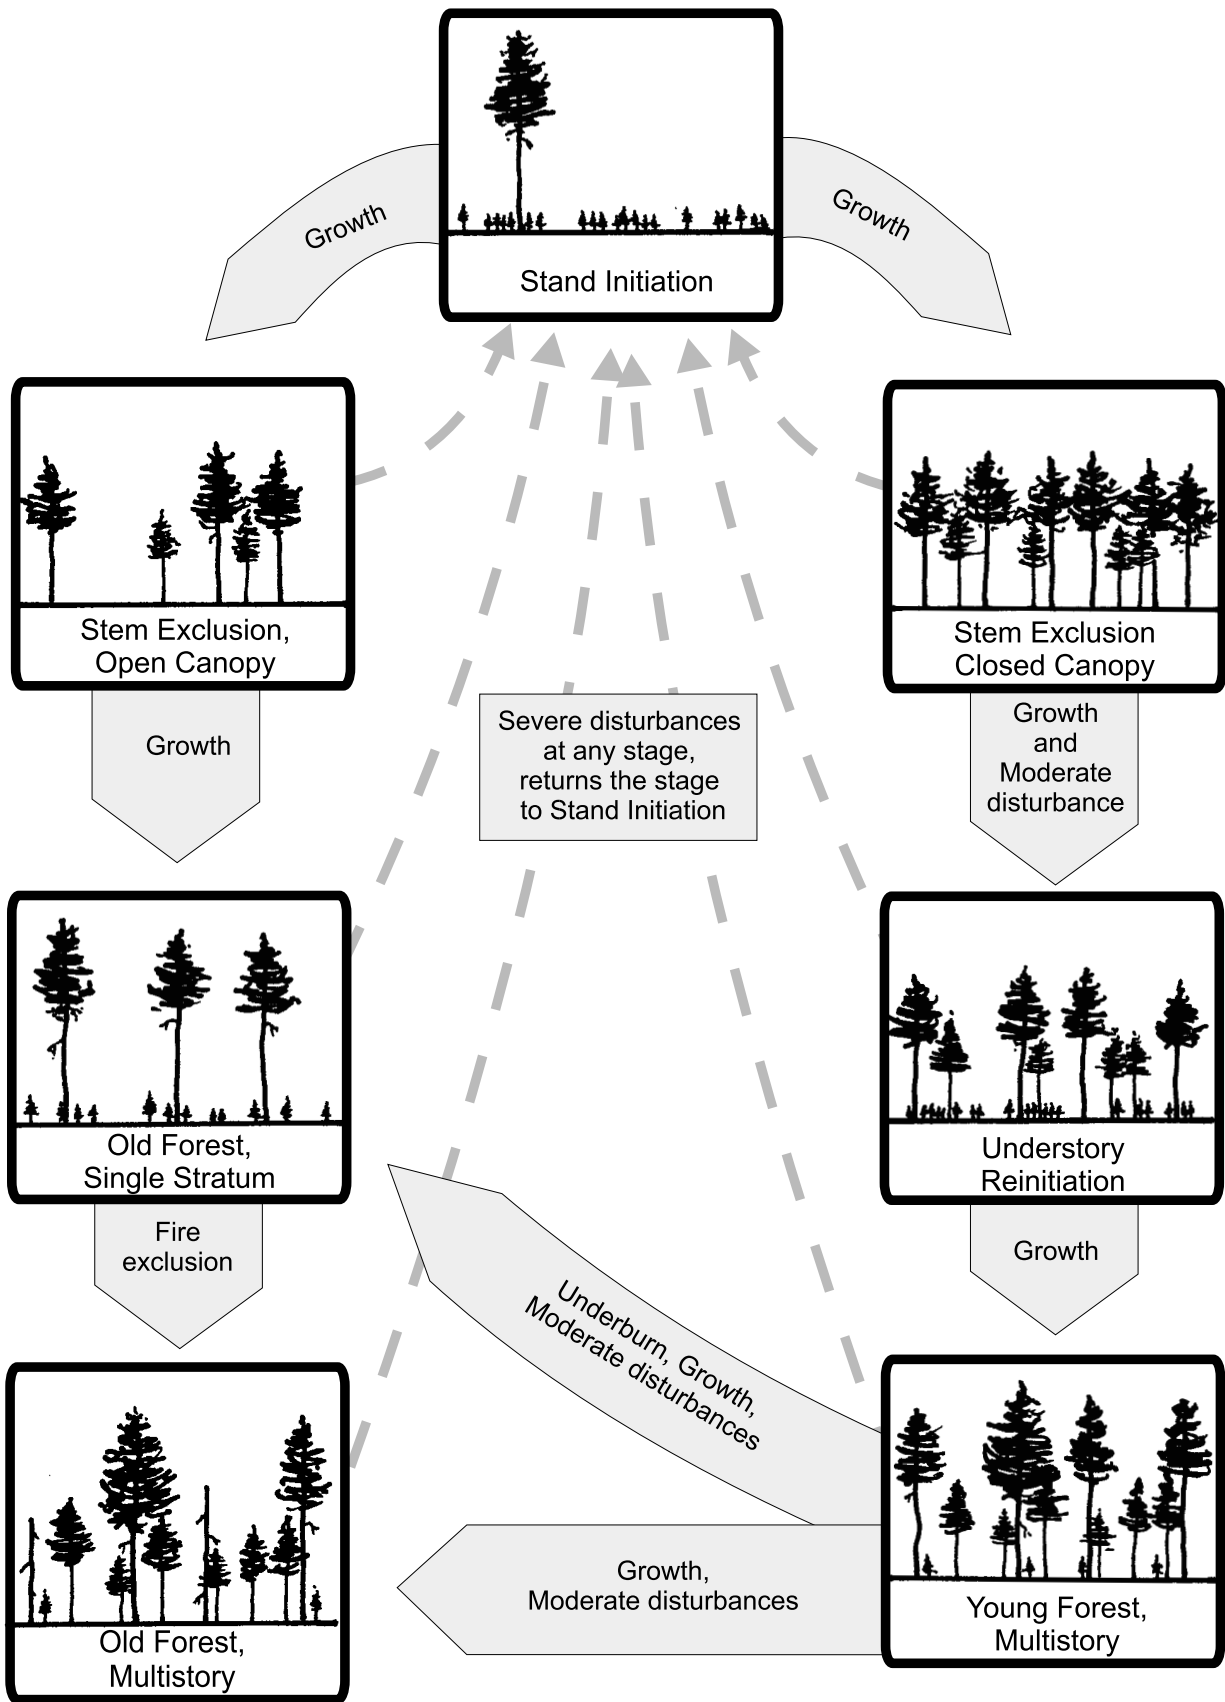 Stand Initiation
Growth
Growth
Stem Exclusion,
Open Canopy
Stem Exclusion
Closed Canopy
Growth
Severe disturbances
at any stage,
returns the stage
to Stand Initiation
Growth
and
Moderate
disturbance
Old Forest,
Single Stratum
Understory
Reinitiation
Fire
exclusion
Growth
Underburn, Growth,
Moderate disturbances
Growth,
Moderate disturbances
Old Forest,
Multistory
Young Forest,
Multistory